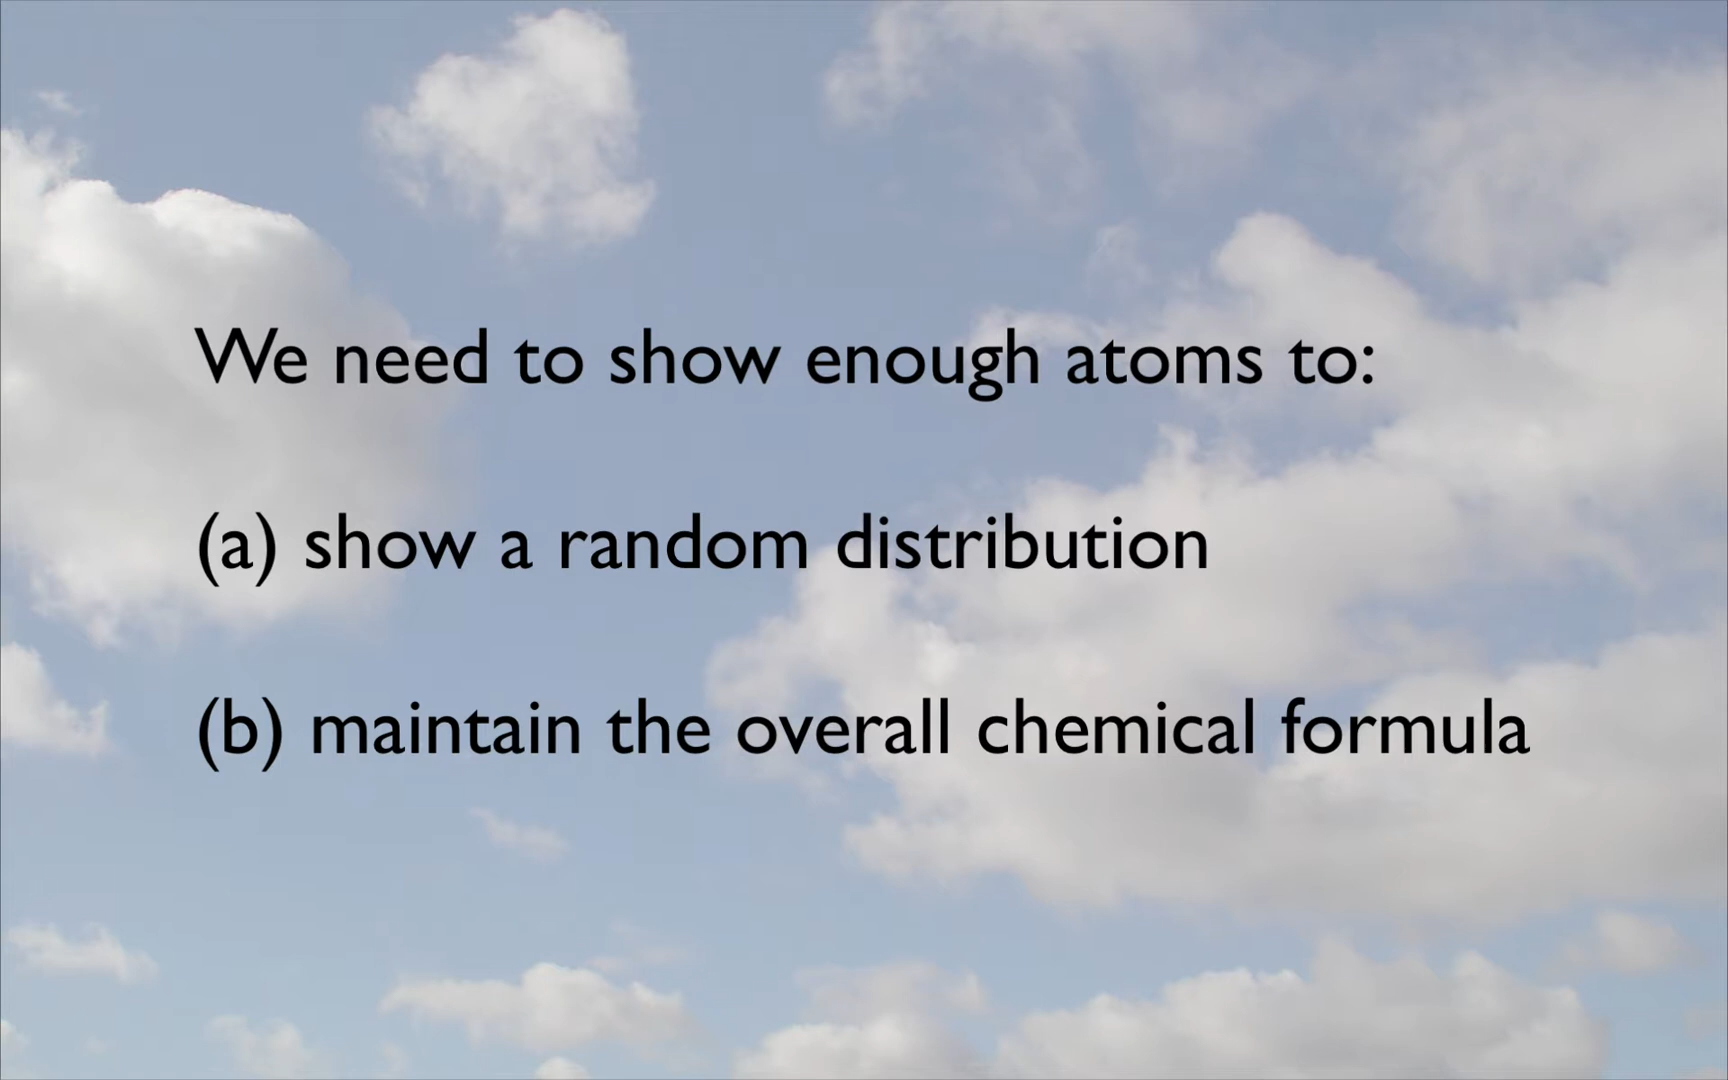 We need to show enough atoms to:
(a) show a random distribution
(b) maintain the overall chemical formula